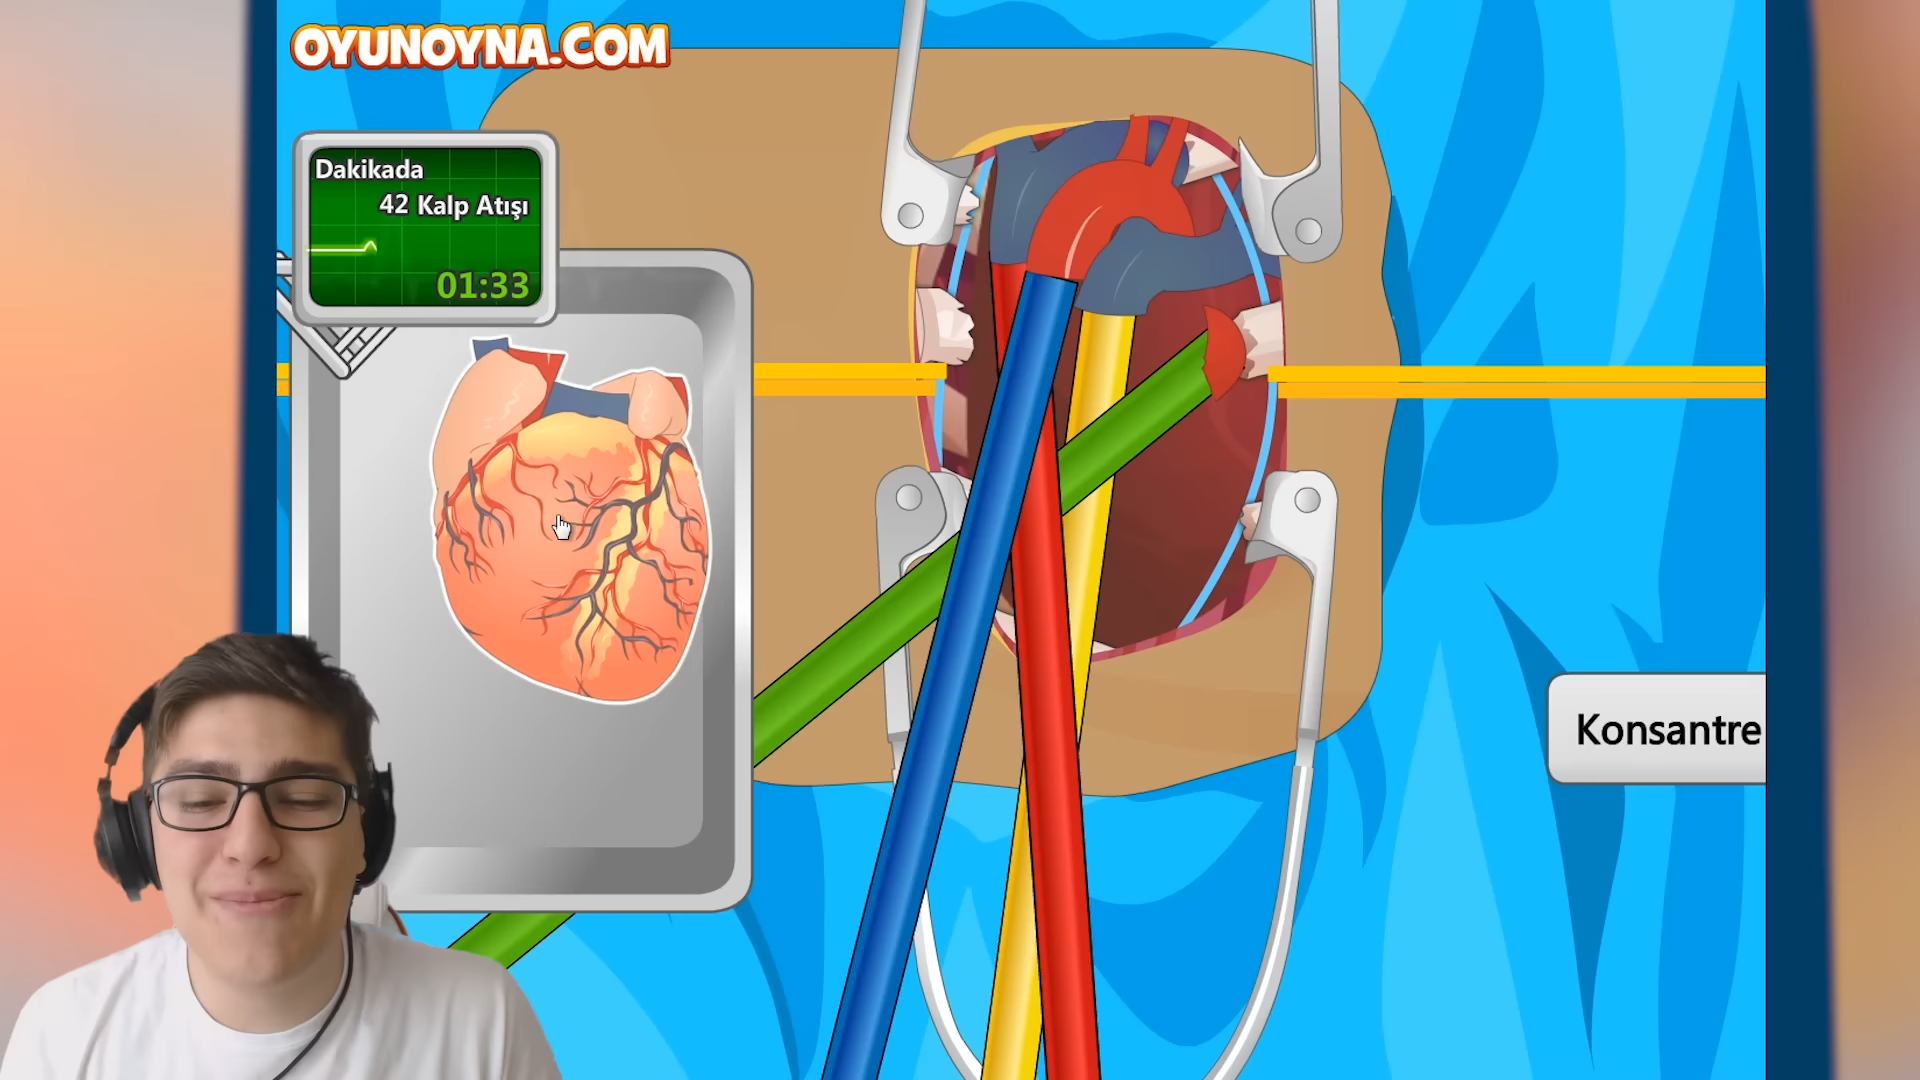 OYUNOYNA.COM
Dakikada
42 Kalp Atışı
01:33
Konsantre